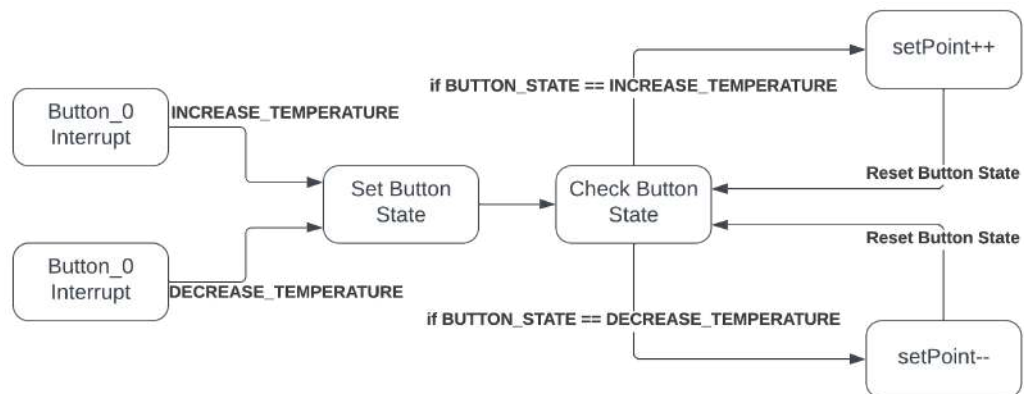 setPoint++
if BUTTON_STATE == INCREASE_TEMPERATURE
Button_0
Interrupt
INCREASE_TEMPERATURE
Reset Button State
Set Button
State
Check Button
State
Reset Button State
Button_0
Interrupt
DECREASE_TEMPERATURE
if BUTTON_STATE == DECREASE_TEMPERATURE
setPoint--